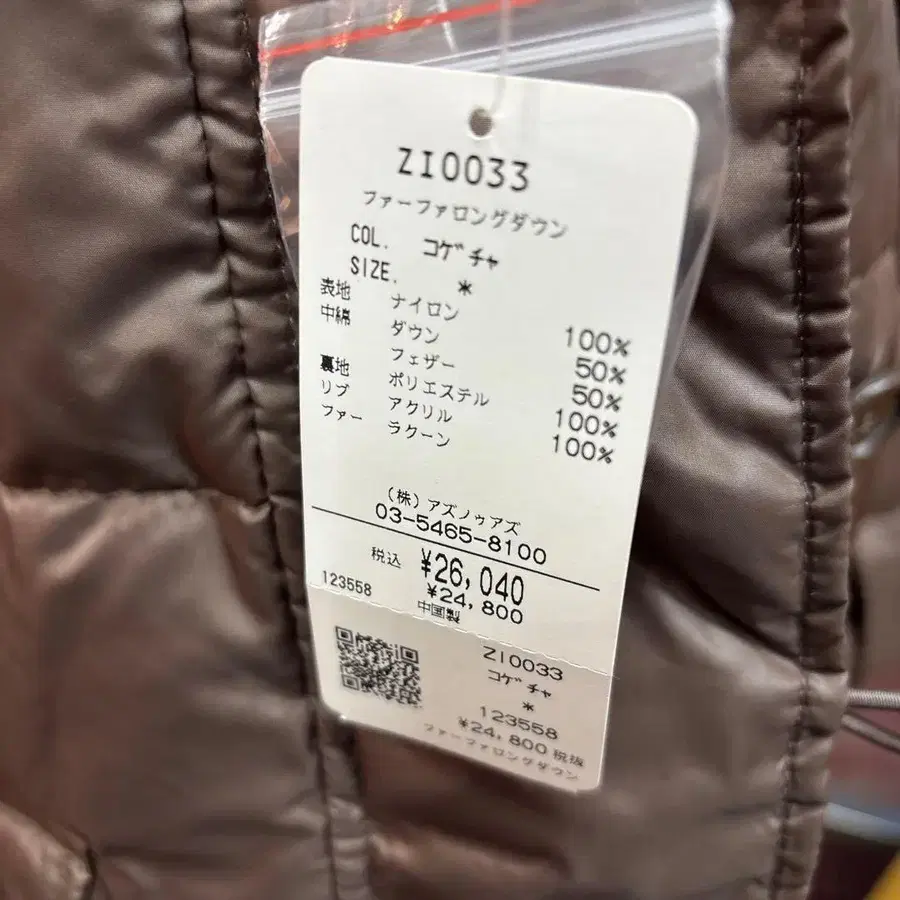 ZI0033
ファーファロングダウン
COL. コゲチャ
SIZE. *
表地 ナイロン 100%
中綿 ダウン 50%
フェザー 50%
裏地 ポリエステル 100%
リブ アクリル 100%
ファー ラクーン
(株)アズノゥアズ
03-5465-8100
税込 ¥26,040
¥24,800
123558 中国製
ZI0033
コゲチャ
*
123558
¥24,800税抜
ファーファロングダウン